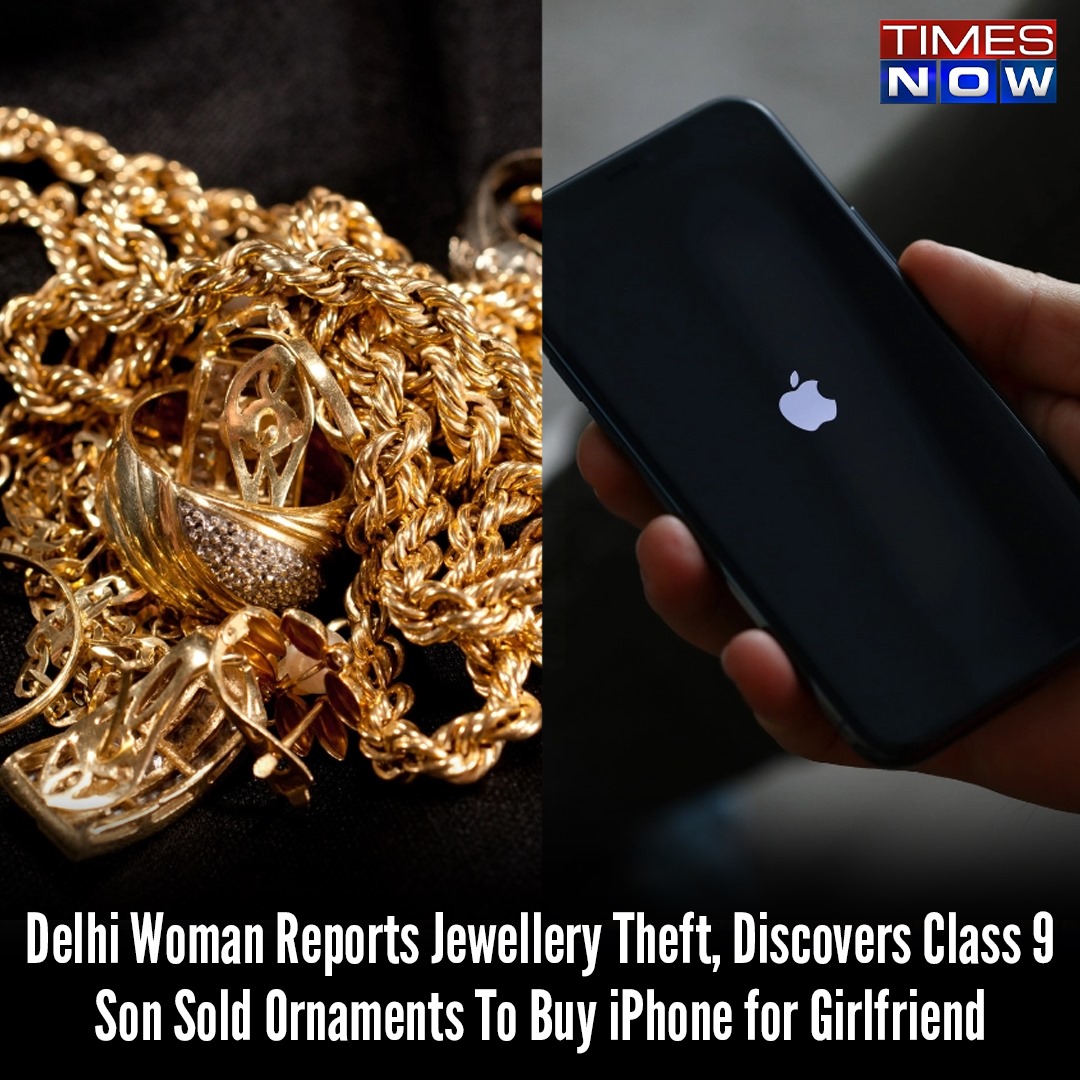 TIMES
NOW
Delhi Woman Reports Jewellery Theft, Discovers Class 9
Son Sold Ornaments To Buy iPhone for Girlfriend